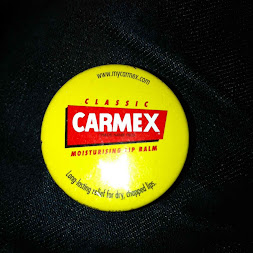 www.mycarmex.com
CLASSIC
CARMEX
MOISTURISING LIP BALM
Long-lasting relief for dry, chapped lips.